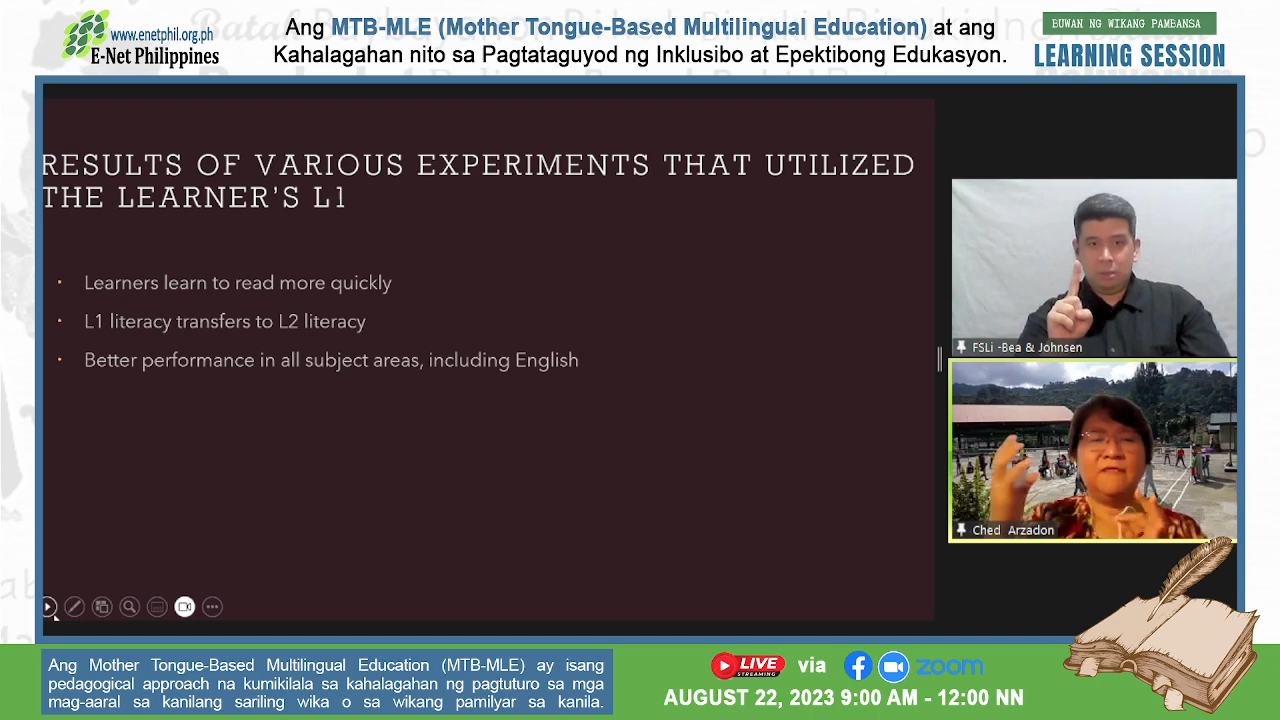 www.enetphil.org.ph
E-Net Philippines
Ang MTB-MLE (Mother Tongue-Based Multilingual Education) at ang
Kahalagahan nito sa Pagtataguyod ng Inklusibo at Epektibong Edukasyon.
BUWAN NG WIKANG PAMBANSA
LEARNING SESSION
RESULTS OF VARIOUS EXPERIMENTS THAT UTILIZED
THE LEARNER'S L1
• Learners learn to read more quickly
• L1 literacy transfers to L2 literacy
• Better performance in all subject areas, including English
FSLi -Bea & Johnsen
Ched Arzadon
Ang Mother Tongue-Based Multilingual Education (MTB-MLE) ay isang
pedagogical approach na kumikilala sa kahalagahan ng pagtuturo sa mga
mag-aaral sa kanilang sariling wika o sa wikang pamilyar sa kanila.
LIVE
STREAMING
via
zoom
AUGUST 22, 2023 9:00 AM - 12:00 NN